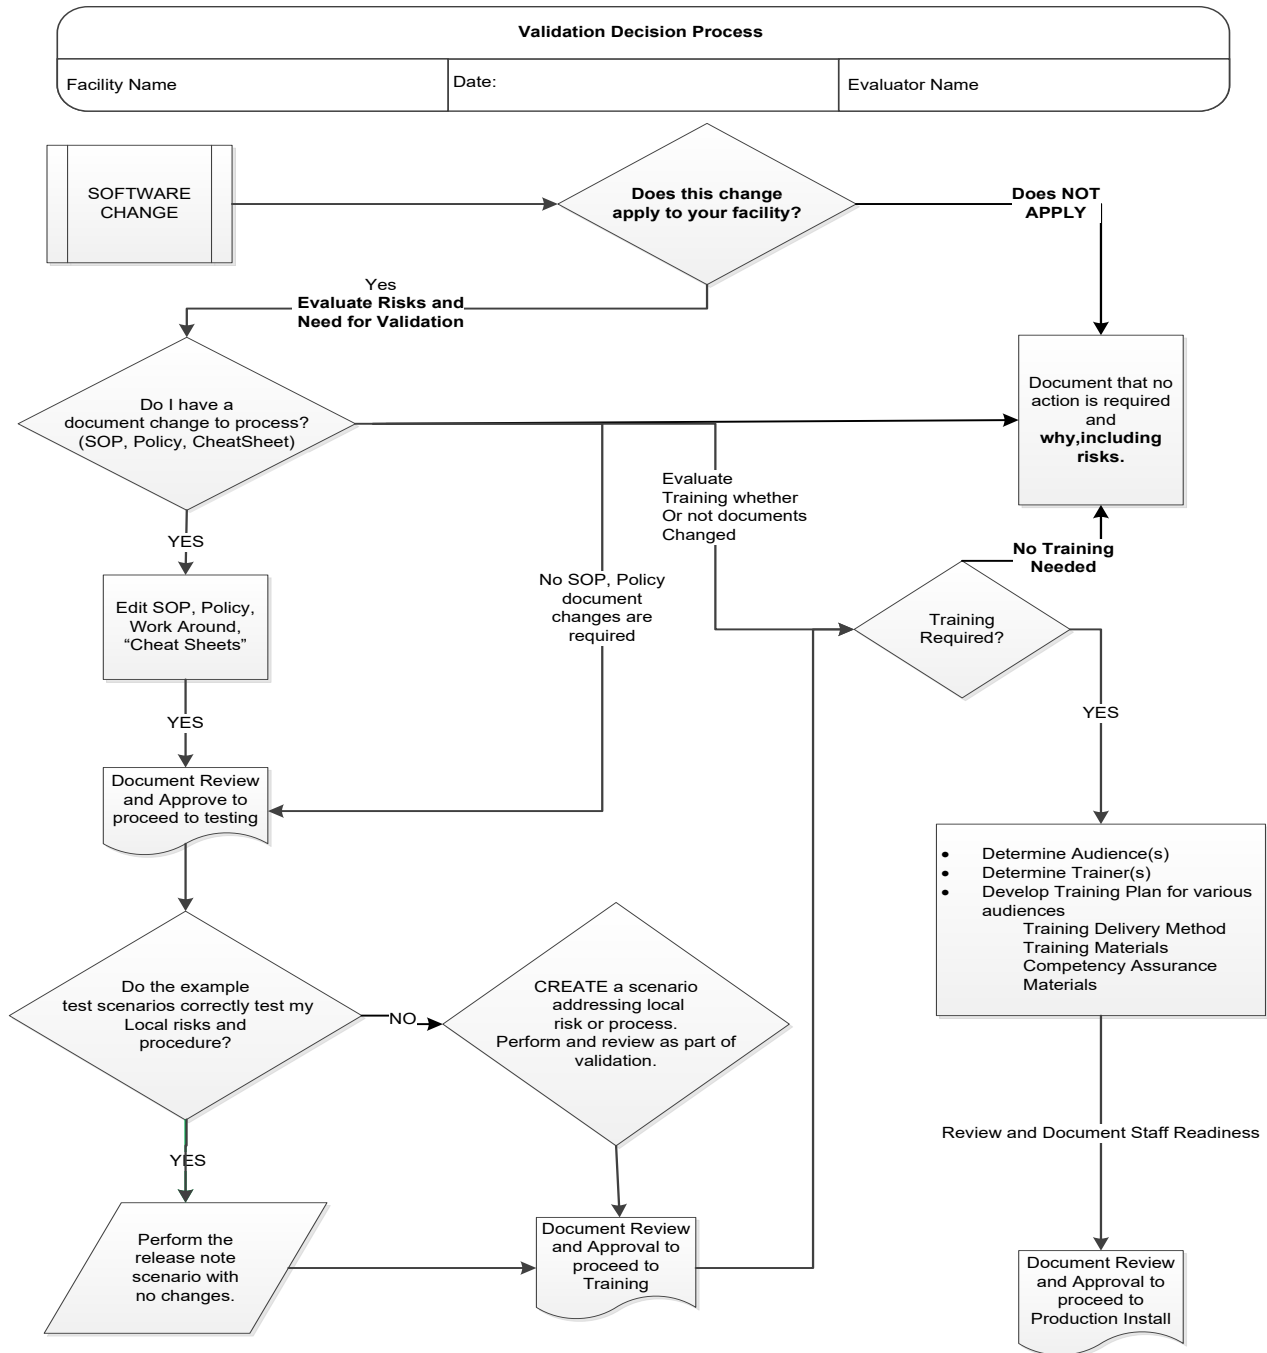 Validation Decision Process
Facility Name
Date:
Evaluator Name
SOFTWARE
CHANGE
Does this change
apply to your facility?
Does NOT
APPLY
Yes
Evaluate Risks and
Need for Validation
Do I have a
document change to process?
(SOP, Policy, CheatSheet)
Document that no
action is required
and
why,including
risks.
Evaluate
Training whether
Or not documents
Changed
YES
No Training
Needed
Edit SOP, Policy,
Work Around,
“Cheat Sheets”
No SOP, Policy
document
changes are
required
Training
Required?
YES
YES
Document Review
and Approve to
proceed to testing
• Determine Audience(s)
• Determine Trainer(s)
• Develop Training Plan for various
audiences
Training Delivery Method
Training Materials
Competency Assurance
Materials
Do the example
test scenarios correctly test my
Local risks and
procedure?
NO
CREATE a scenario
addressing local
risk or process.
Perform and review as part of
validation.
Review and Document Staff Readiness
YES
Perform the
release note
scenario with
no changes.
Document Review
and Approval to
proceed to
Training
Document Review
and Approval to
proceed to
Production Install